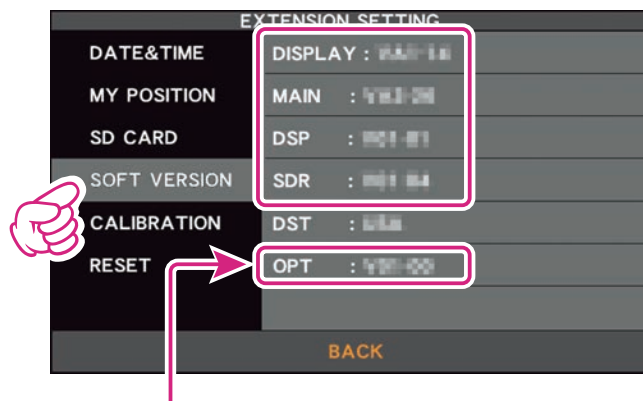 EXTENSION SETTING
DATE&TIME
DISPLAY :
MY POSITION
MAIN :
SD CARD
DSP :
SOFT VERSION
SDR :
CALIBRATION
DST :
RESET
OPT :
BACK